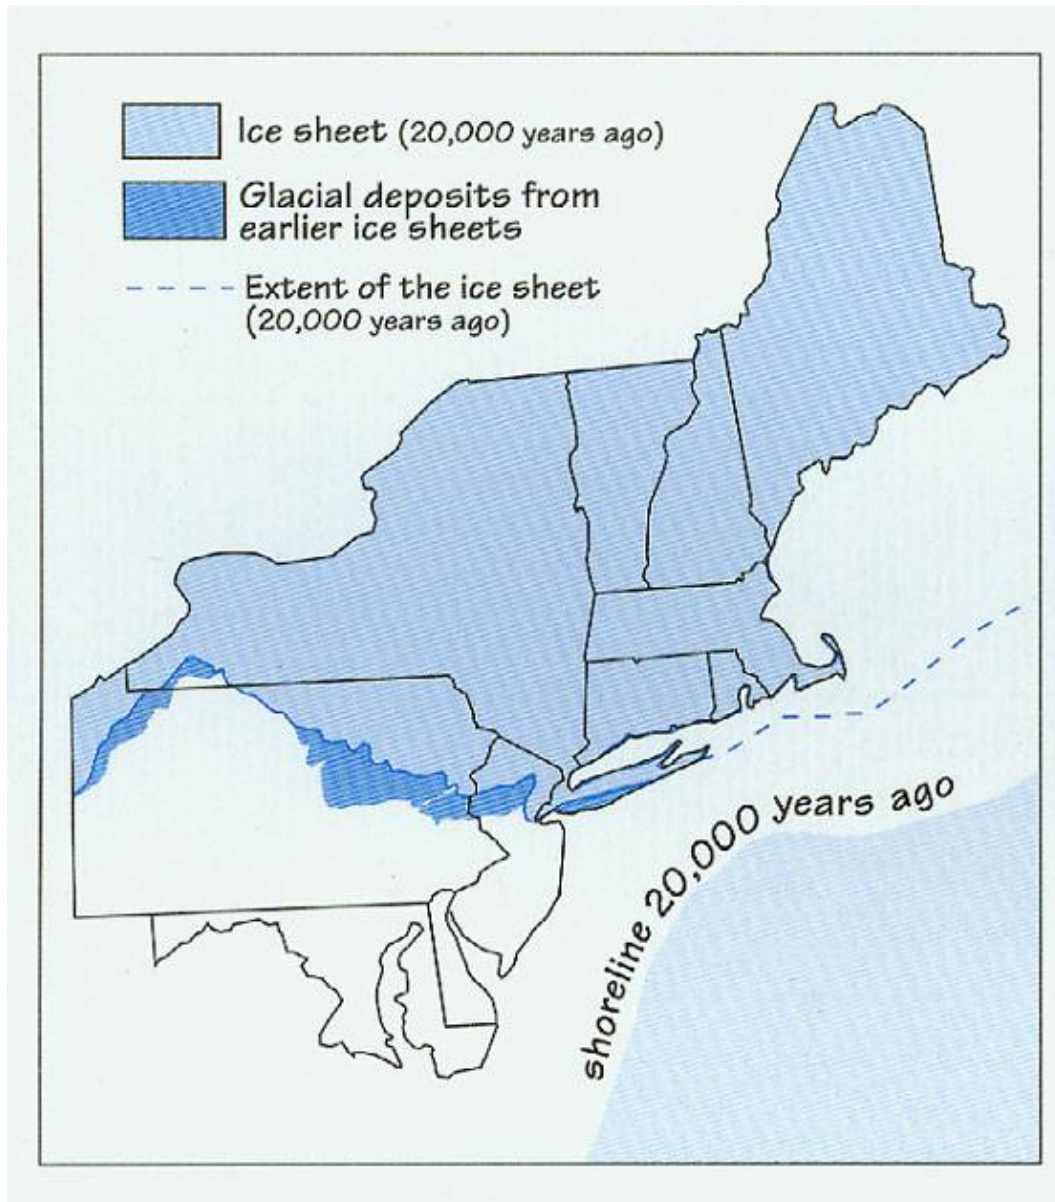 Ice sheet (20,000 years ago)
Glacial deposits from
earlier ice sheets
Extent of the ice sheet
(20,000 years ago)
shoreline 20,000 years ago